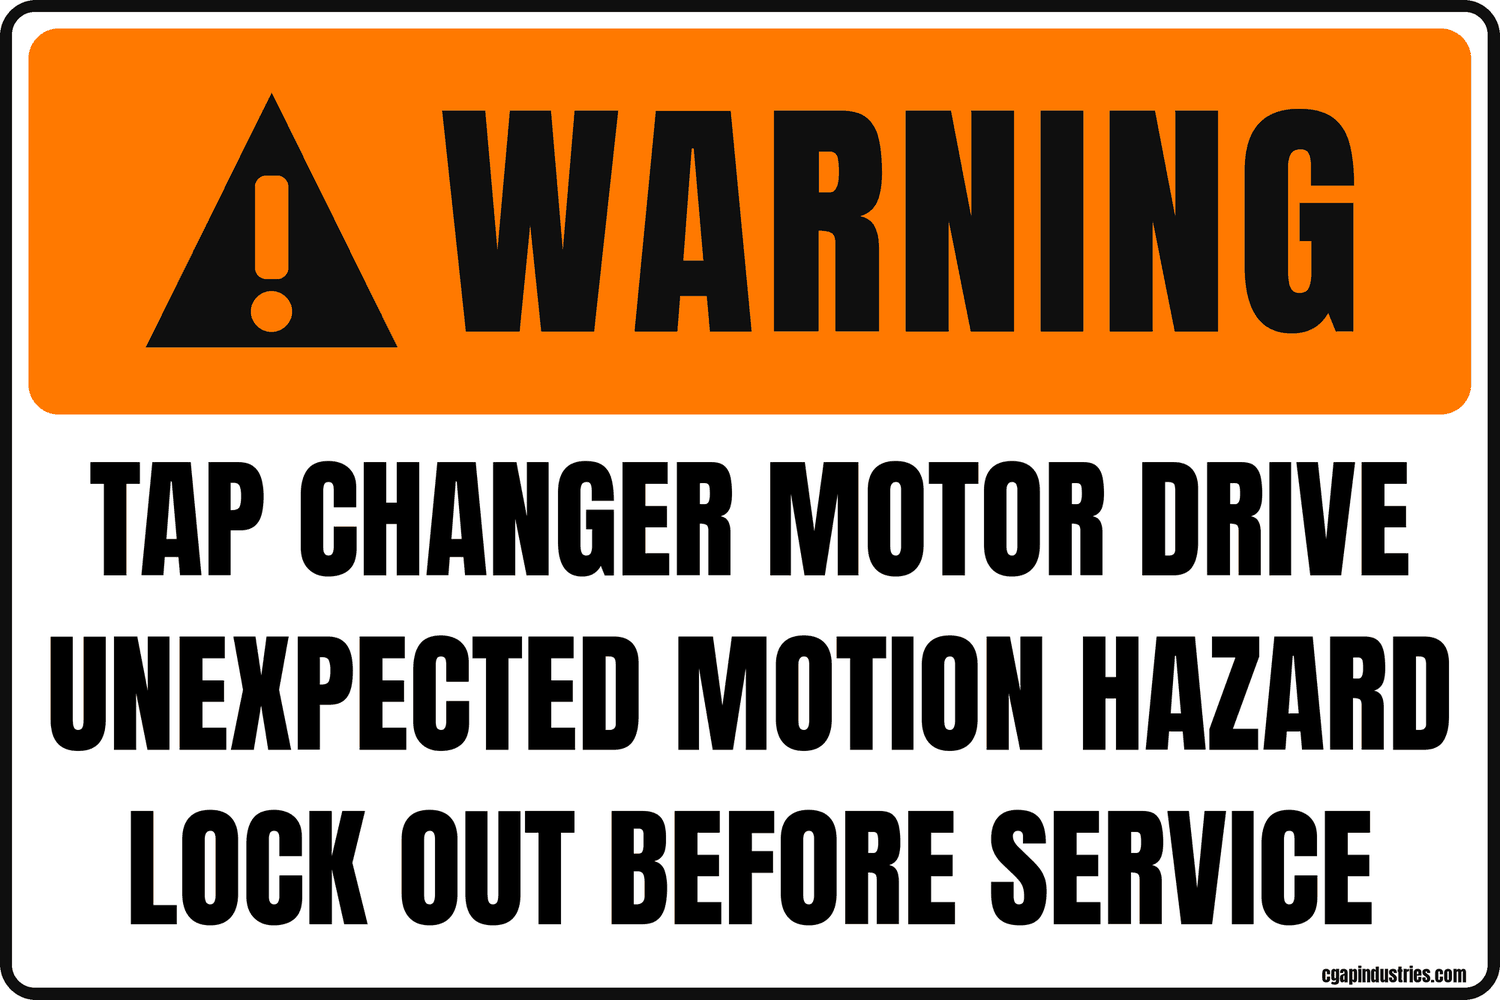 WARNING
TAP CHANGER MOTOR DRIVE
UNEXPECTED MOTION HAZARD
LOCK OUT BEFORE SERVICE
cgapindustries.com